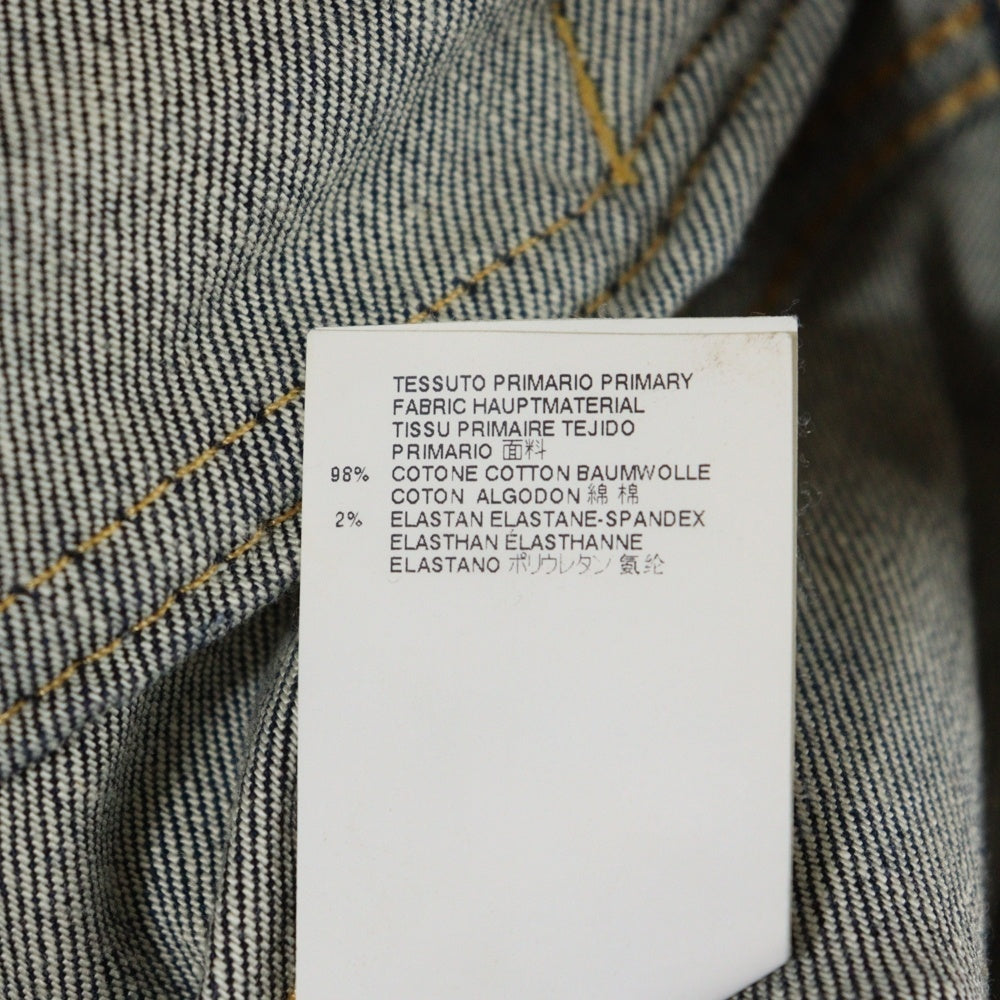 TESSUTO PRIMARIO PRIMARY
FABRIC HAUPTMATERIAL
TISSU PRIMAIRE TEJIDO
PRIMARIO 面料
98% COTONE COTTON BAUMWOLLE
COTON ALGODON 綿 棉
2% ELASTAN ELASTANE-SPANDEX
ELASTHAN ÉLASTHANNE
ELASTANO ポリウレタン 氨纶